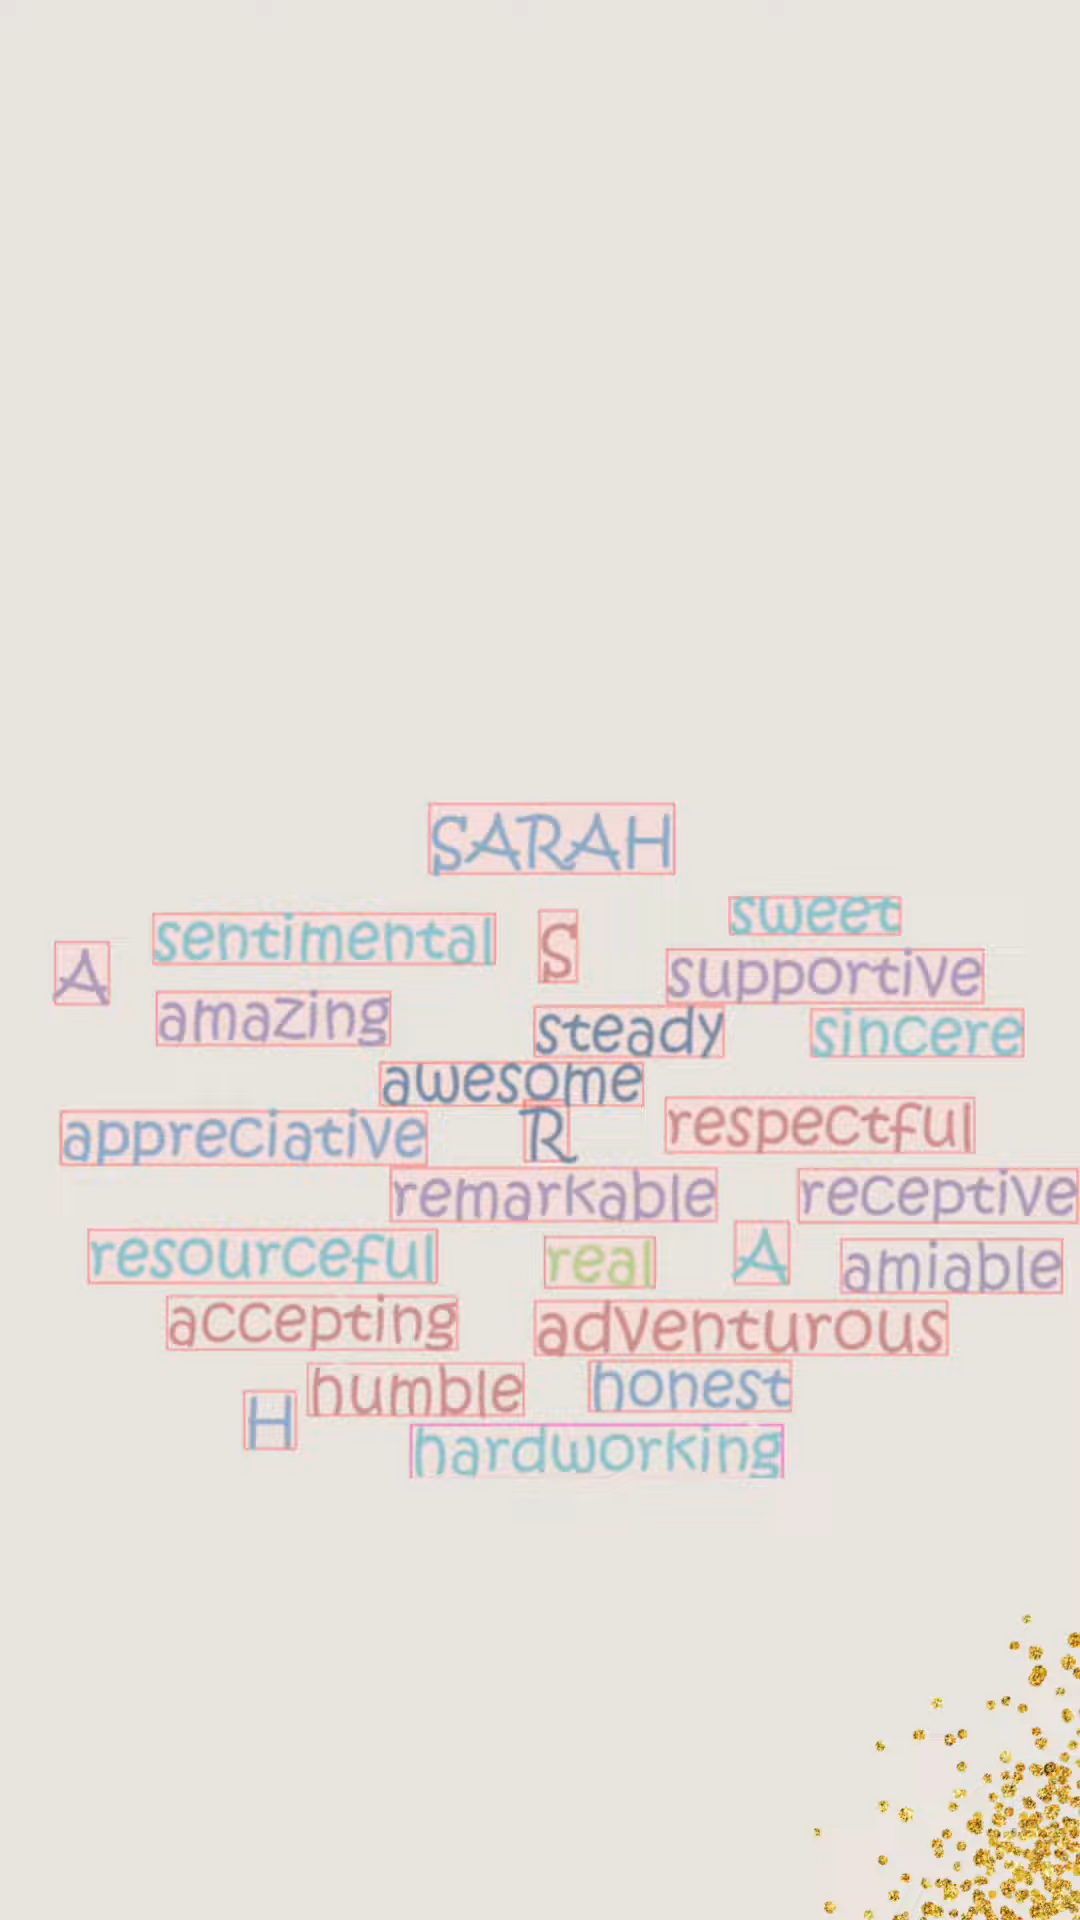 SARAH
sweet
sentimental S
A supportive
amazing steady sincere
awesome
appreciative R respectful
remarkable receptive
resourceful real A amiable
accepting adventurous
humble honest
H
hardworking